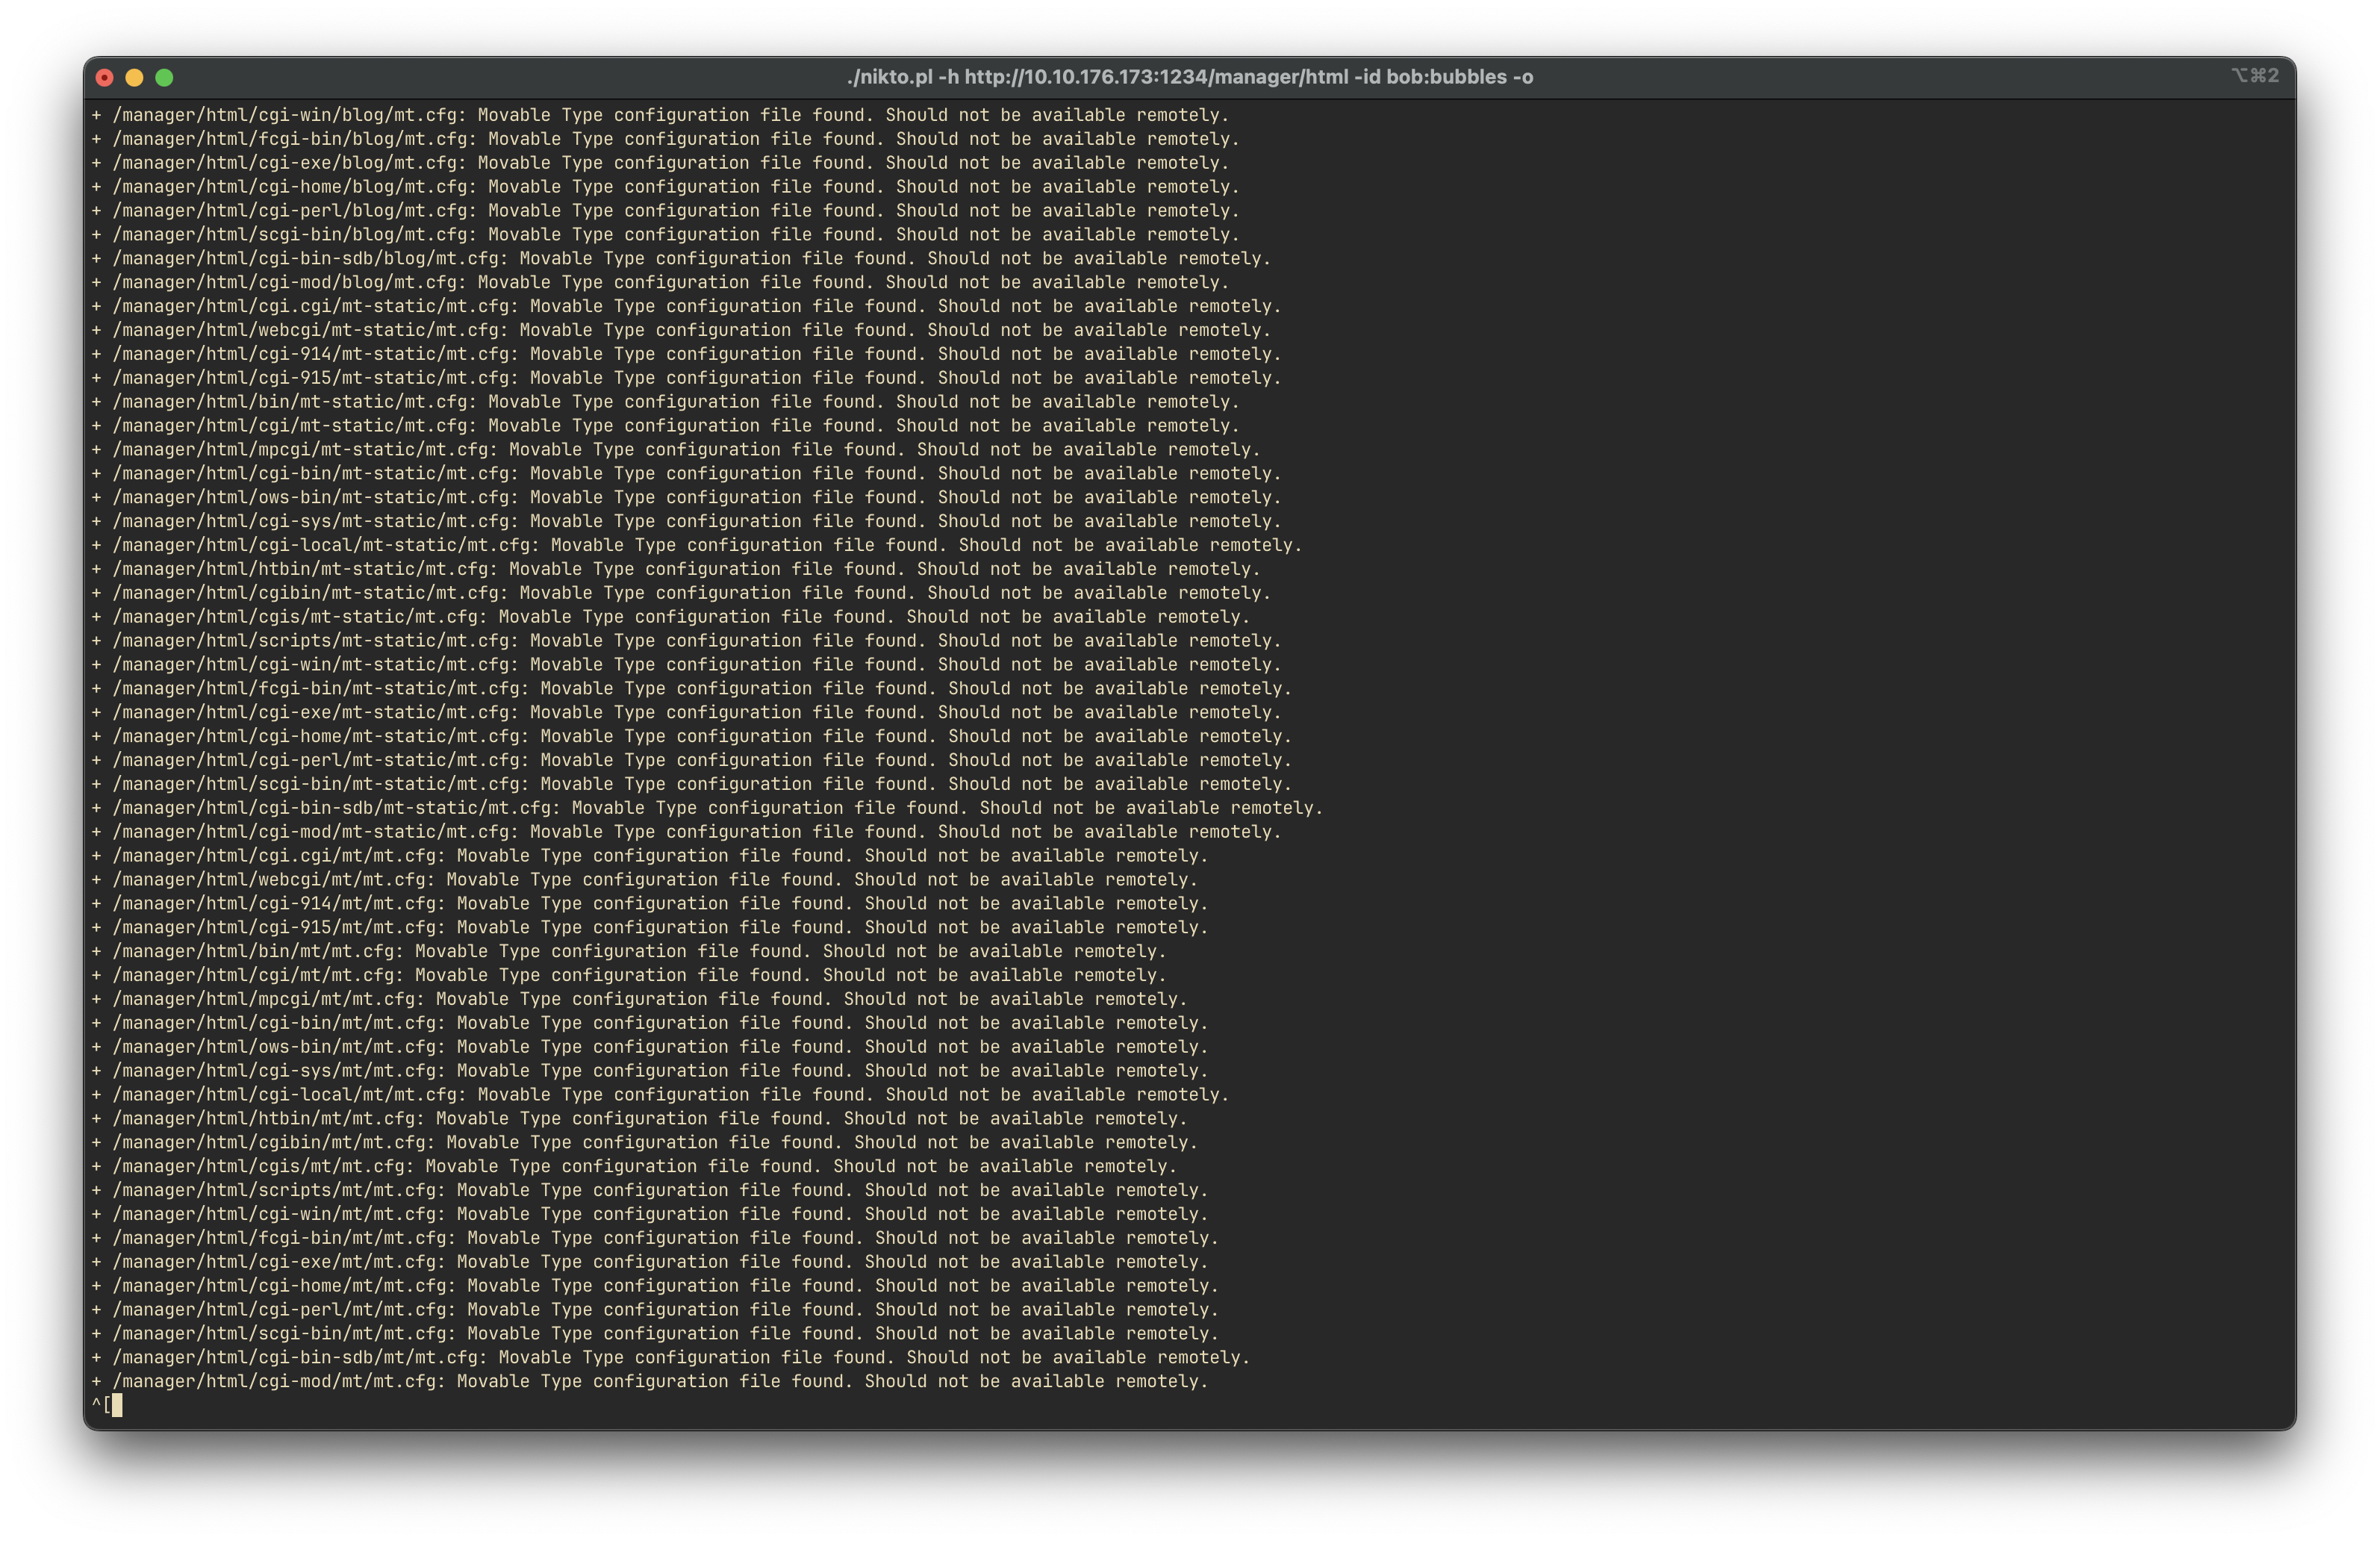 ./nikto.pl -h http://10.10.176.173:1234/manager/html -id bob:bubbles -o
⌥⌘2
+ /manager/html/cgi-win/blog/mt.cfg: Movable Type configuration file found. Should not be available remotely.
+ /manager/html/fcgi-bin/blog/mt.cfg: Movable Type configuration file found. Should not be available remotely.
+ /manager/html/cgi-exe/blog/mt.cfg: Movable Type configuration file found. Should not be available remotely.
+ /manager/html/cgi-home/blog/mt.cfg: Movable Type configuration file found. Should not be available remotely.
+ /manager/html/cgi-perl/blog/mt.cfg: Movable Type configuration file found. Should not be available remotely.
+ /manager/html/scgi-bin/blog/mt.cfg: Movable Type configuration file found. Should not be available remotely.
+ /manager/html/cgi-bin-sdb/blog/mt.cfg: Movable Type configuration file found. Should not be available remotely.
+ /manager/html/cgi-mod/blog/mt.cfg: Movable Type configuration file found. Should not be available remotely.
+ /manager/html/cgi.cgi/mt-static/mt.cfg: Movable Type configuration file found. Should not be available remotely.
+ /manager/html/webcgi/mt-static/mt.cfg: Movable Type configuration file found. Should not be available remotely.
+ /manager/html/cgi-914/mt-static/mt.cfg: Movable Type configuration file found. Should not be available remotely.
+ /manager/html/cgi-915/mt-static/mt.cfg: Movable Type configuration file found. Should not be available remotely.
+ /manager/html/bin/mt-static/mt.cfg: Movable Type configuration file found. Should not be available remotely.
+ /manager/html/cgi/mt-static/mt.cfg: Movable Type configuration file found. Should not be available remotely.
+ /manager/html/mpcgi/mt-static/mt.cfg: Movable Type configuration file found. Should not be available remotely.
+ /manager/html/cgi-bin/mt-static/mt.cfg: Movable Type configuration file found. Should not be available remotely.
+ /manager/html/ows-bin/mt-static/mt.cfg: Movable Type configuration file found. Should not be available remotely.
+ /manager/html/cgi-sys/mt-static/mt.cfg: Movable Type configuration file found. Should not be available remotely.
+ /manager/html/cgi-local/mt-static/mt.cfg: Movable Type configuration file found. Should not be available remotely.
+ /manager/html/htbin/mt-static/mt.cfg: Movable Type configuration file found. Should not be available remotely.
+ /manager/html/cgibin/mt-static/mt.cfg: Movable Type configuration file found. Should not be available remotely.
+ /manager/html/cgis/mt-static/mt.cfg: Movable Type configuration file found. Should not be available remotely.
+ /manager/html/scripts/mt-static/mt.cfg: Movable Type configuration file found. Should not be available remotely.
+ /manager/html/cgi-win/mt-static/mt.cfg: Movable Type configuration file found. Should not be available remotely.
+ /manager/html/fcgi-bin/mt-static/mt.cfg: Movable Type configuration file found. Should not be available remotely.
+ /manager/html/cgi-exe/mt-static/mt.cfg: Movable Type configuration file found. Should not be available remotely.
+ /manager/html/cgi-home/mt-static/mt.cfg: Movable Type configuration file found. Should not be available remotely.
+ /manager/html/cgi-perl/mt-static/mt.cfg: Movable Type configuration file found. Should not be available remotely.
+ /manager/html/scgi-bin/mt-static/mt.cfg: Movable Type configuration file found. Should not be available remotely.
+ /manager/html/cgi-bin-sdb/mt-static/mt.cfg: Movable Type configuration file found. Should not be available remotely.
+ /manager/html/cgi-mod/mt-static/mt.cfg: Movable Type configuration file found. Should not be available remotely.
+ /manager/html/cgi.cgi/mt/mt.cfg: Movable Type configuration file found. Should not be available remotely.
+ /manager/html/webcgi/mt/mt.cfg: Movable Type configuration file found. Should not be available remotely.
+ /manager/html/cgi-914/mt/mt.cfg: Movable Type configuration file found. Should not be available remotely.
+ /manager/html/cgi-915/mt/mt.cfg: Movable Type configuration file found. Should not be available remotely.
+ /manager/html/bin/mt/mt.cfg: Movable Type configuration file found. Should not be available remotely.
+ /manager/html/cgi/mt/mt.cfg: Movable Type configuration file found. Should not be available remotely.
+ /manager/html/mpcgi/mt/mt.cfg: Movable Type configuration file found. Should not be available remotely.
+ /manager/html/cgi-bin/mt/mt.cfg: Movable Type configuration file found. Should not be available remotely.
+ /manager/html/ows-bin/mt/mt.cfg: Movable Type configuration file found. Should not be available remotely.
+ /manager/html/cgi-sys/mt/mt.cfg: Movable Type configuration file found. Should not be available remotely.
+ /manager/html/cgi-local/mt/mt.cfg: Movable Type configuration file found. Should not be available remotely.
+ /manager/html/htbin/mt/mt.cfg: Movable Type configuration file found. Should not be available remotely.
+ /manager/html/cgibin/mt/mt.cfg: Movable Type configuration file found. Should not be available remotely.
+ /manager/html/cgis/mt/mt.cfg: Movable Type configuration file found. Should not be available remotely.
+ /manager/html/scripts/mt/mt.cfg: Movable Type configuration file found. Should not be available remotely.
+ /manager/html/cgi-win/mt/mt.cfg: Movable Type configuration file found. Should not be available remotely.
+ /manager/html/fcgi-bin/mt/mt.cfg: Movable Type configuration file found. Should not be available remotely.
+ /manager/html/cgi-exe/mt/mt.cfg: Movable Type configuration file found. Should not be available remotely.
+ /manager/html/cgi-home/mt/mt.cfg: Movable Type configuration file found. Should not be available remotely.
+ /manager/html/cgi-perl/mt/mt.cfg: Movable Type configuration file found. Should not be available remotely.
+ /manager/html/scgi-bin/mt/mt.cfg: Movable Type configuration file found. Should not be available remotely.
+ /manager/html/cgi-bin-sdb/mt/mt.cfg: Movable Type configuration file found. Should not be available remotely.
+ /manager/html/cgi-mod/mt/mt.cfg: Movable Type configuration file found. Should not be available remotely.
^[